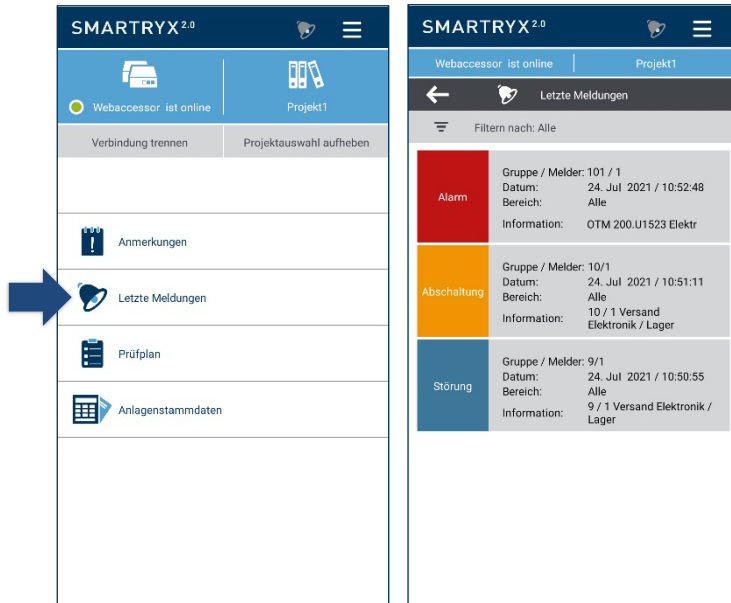 SMARTRYX 2.0
Webaccessor ist online
Projekt1
Verbindung trennen
Projektauswahl aufheben
Anmerkungen
Letzte Meldungen
Prüfplan
Anlagenstammdaten
SMARTRYX 2.0
Webaccessor ist online
Projekt1
Letzte Meldungen
Filtern nach: Alle
Alarm
Gruppe / Melder: 101 / 1
Datum: 24. Jul 2021 / 10:52:48
Bereich: Alle
Information: OTM 200.U1523 Elektr
Abschaltung
Gruppe / Melder: 10/1
Datum: 24. Jul 2021 / 10:51:11
Bereich: Alle
Information: 10 / 1 Versand
Elektronik / Lager
Störung
Gruppe / Melder: 9/1
Datum: 24. Jul 2021 / 10:50:55
Bereich: Alle
Information: 9 / 1 Versand Elektronik /
Lager